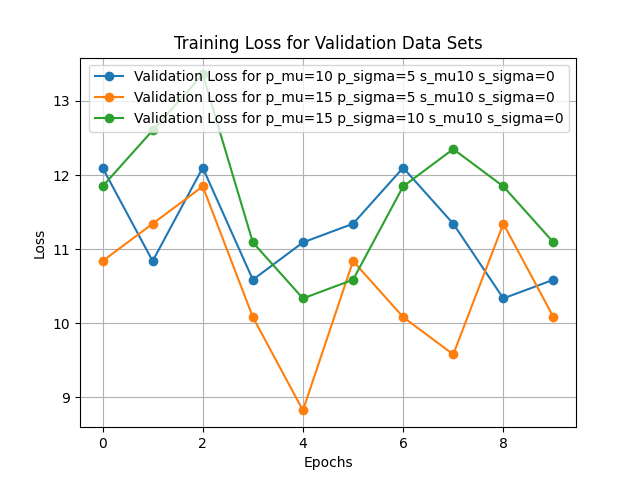 Training Loss for Validation Data Sets
Validation Loss for p_mu=10 p_sigma=5 s_mu10 s_sigma=0
Validation Loss for p_mu=15 p_sigma=5 s_mu10 s_sigma=0
Validation Loss for p_mu=15 p_sigma=10 s_mu10 s_sigma=0
13
12
11
10
9
Loss
0 2 4 6 8
Epochs